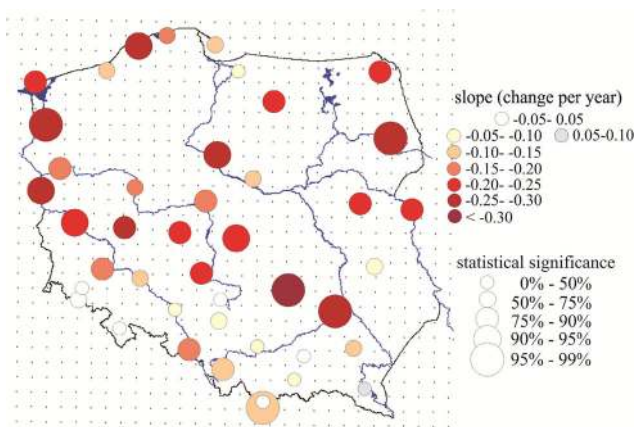 slope (change per year)
-0.05- 0.05
-0.05- -0.10 0.05-0.10
-0.10- -0.15
-0.15- -0.20
-0.20- -0.25
-0.25- -0.30
< -0.30
statistical significance
0% - 50%
50% - 75%
75% - 90%
90% - 95%
95% - 99%